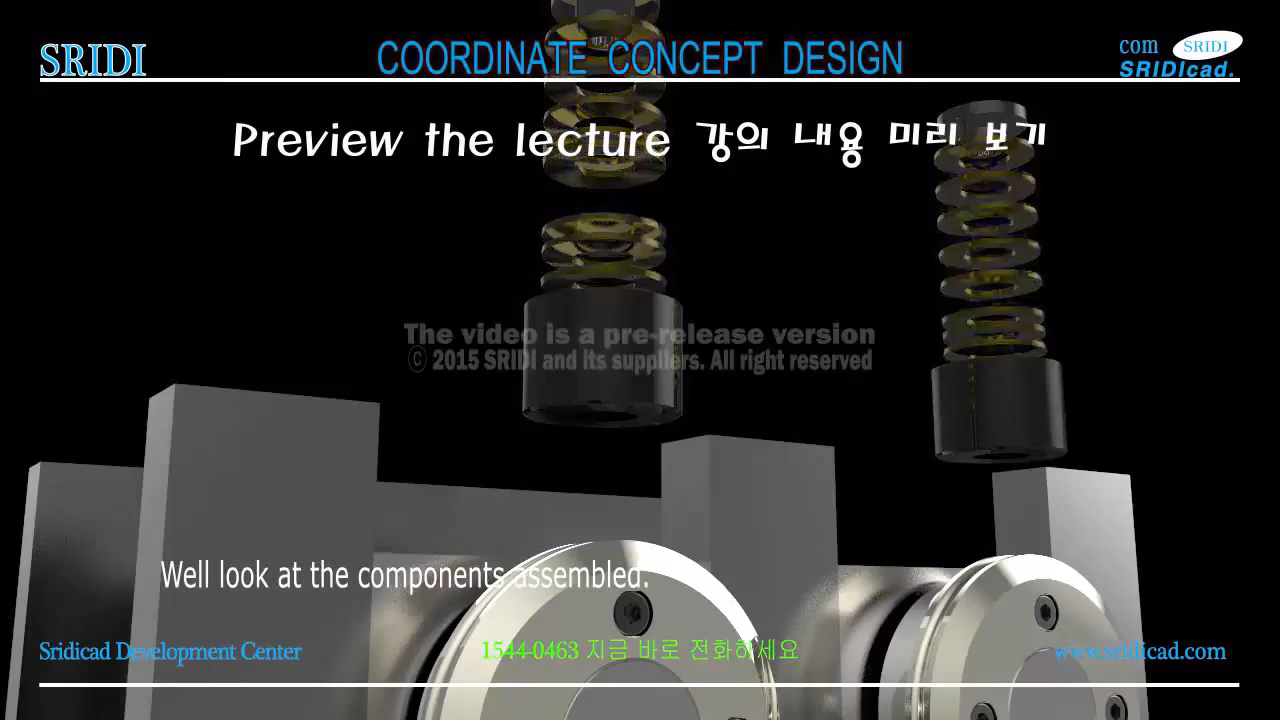 SRIDI
COORDINATE CONCEPT DESIGN
com SRIDI
SRIDIcad.
Preview the lecture 강의 내용 미리 보기
The video is a pre-release version
© 2015 SRIDI and its suppliers. All right reserved
Well look at the components assembled.
Sridicad Development Center
1544-0463 지금 바로 전화하세요
www.sridicad.com